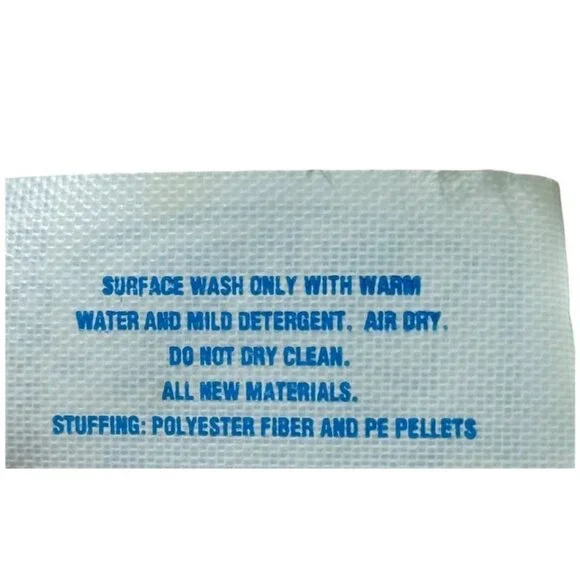 SURFACE WASH ONLY WITH WARM
WATER AND MILD DETERGENT. AIR DRY.
DO NOT DRY CLEAN.
ALL NEW MATERIALS.
STUFFING: POLYESTER FIBER AND PE PELLETS